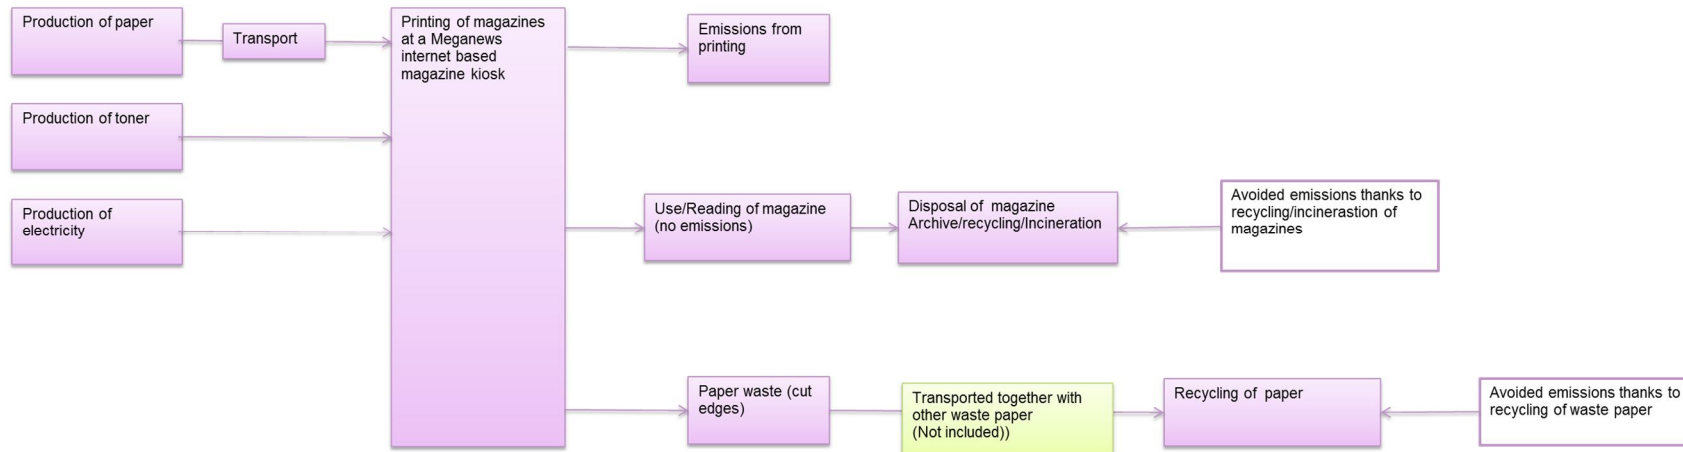 Production of paper
Transport
Printing of magazines
at a Meganews
internet based
magazine kiosk
Emissions from
printing
Production of toner
Production of
electricity
Use/Reading of magazine
(no emissions)
Disposal of magazine
Archive/recycling/Incineration
Avoided emissions thanks to
recycling/incinerastion of
magazines
Paper waste (cut
edges)
Transported together with
other waste paper
(Not included))
Recycling of paper
Avoided emissions thanks to
recycling of waste paper